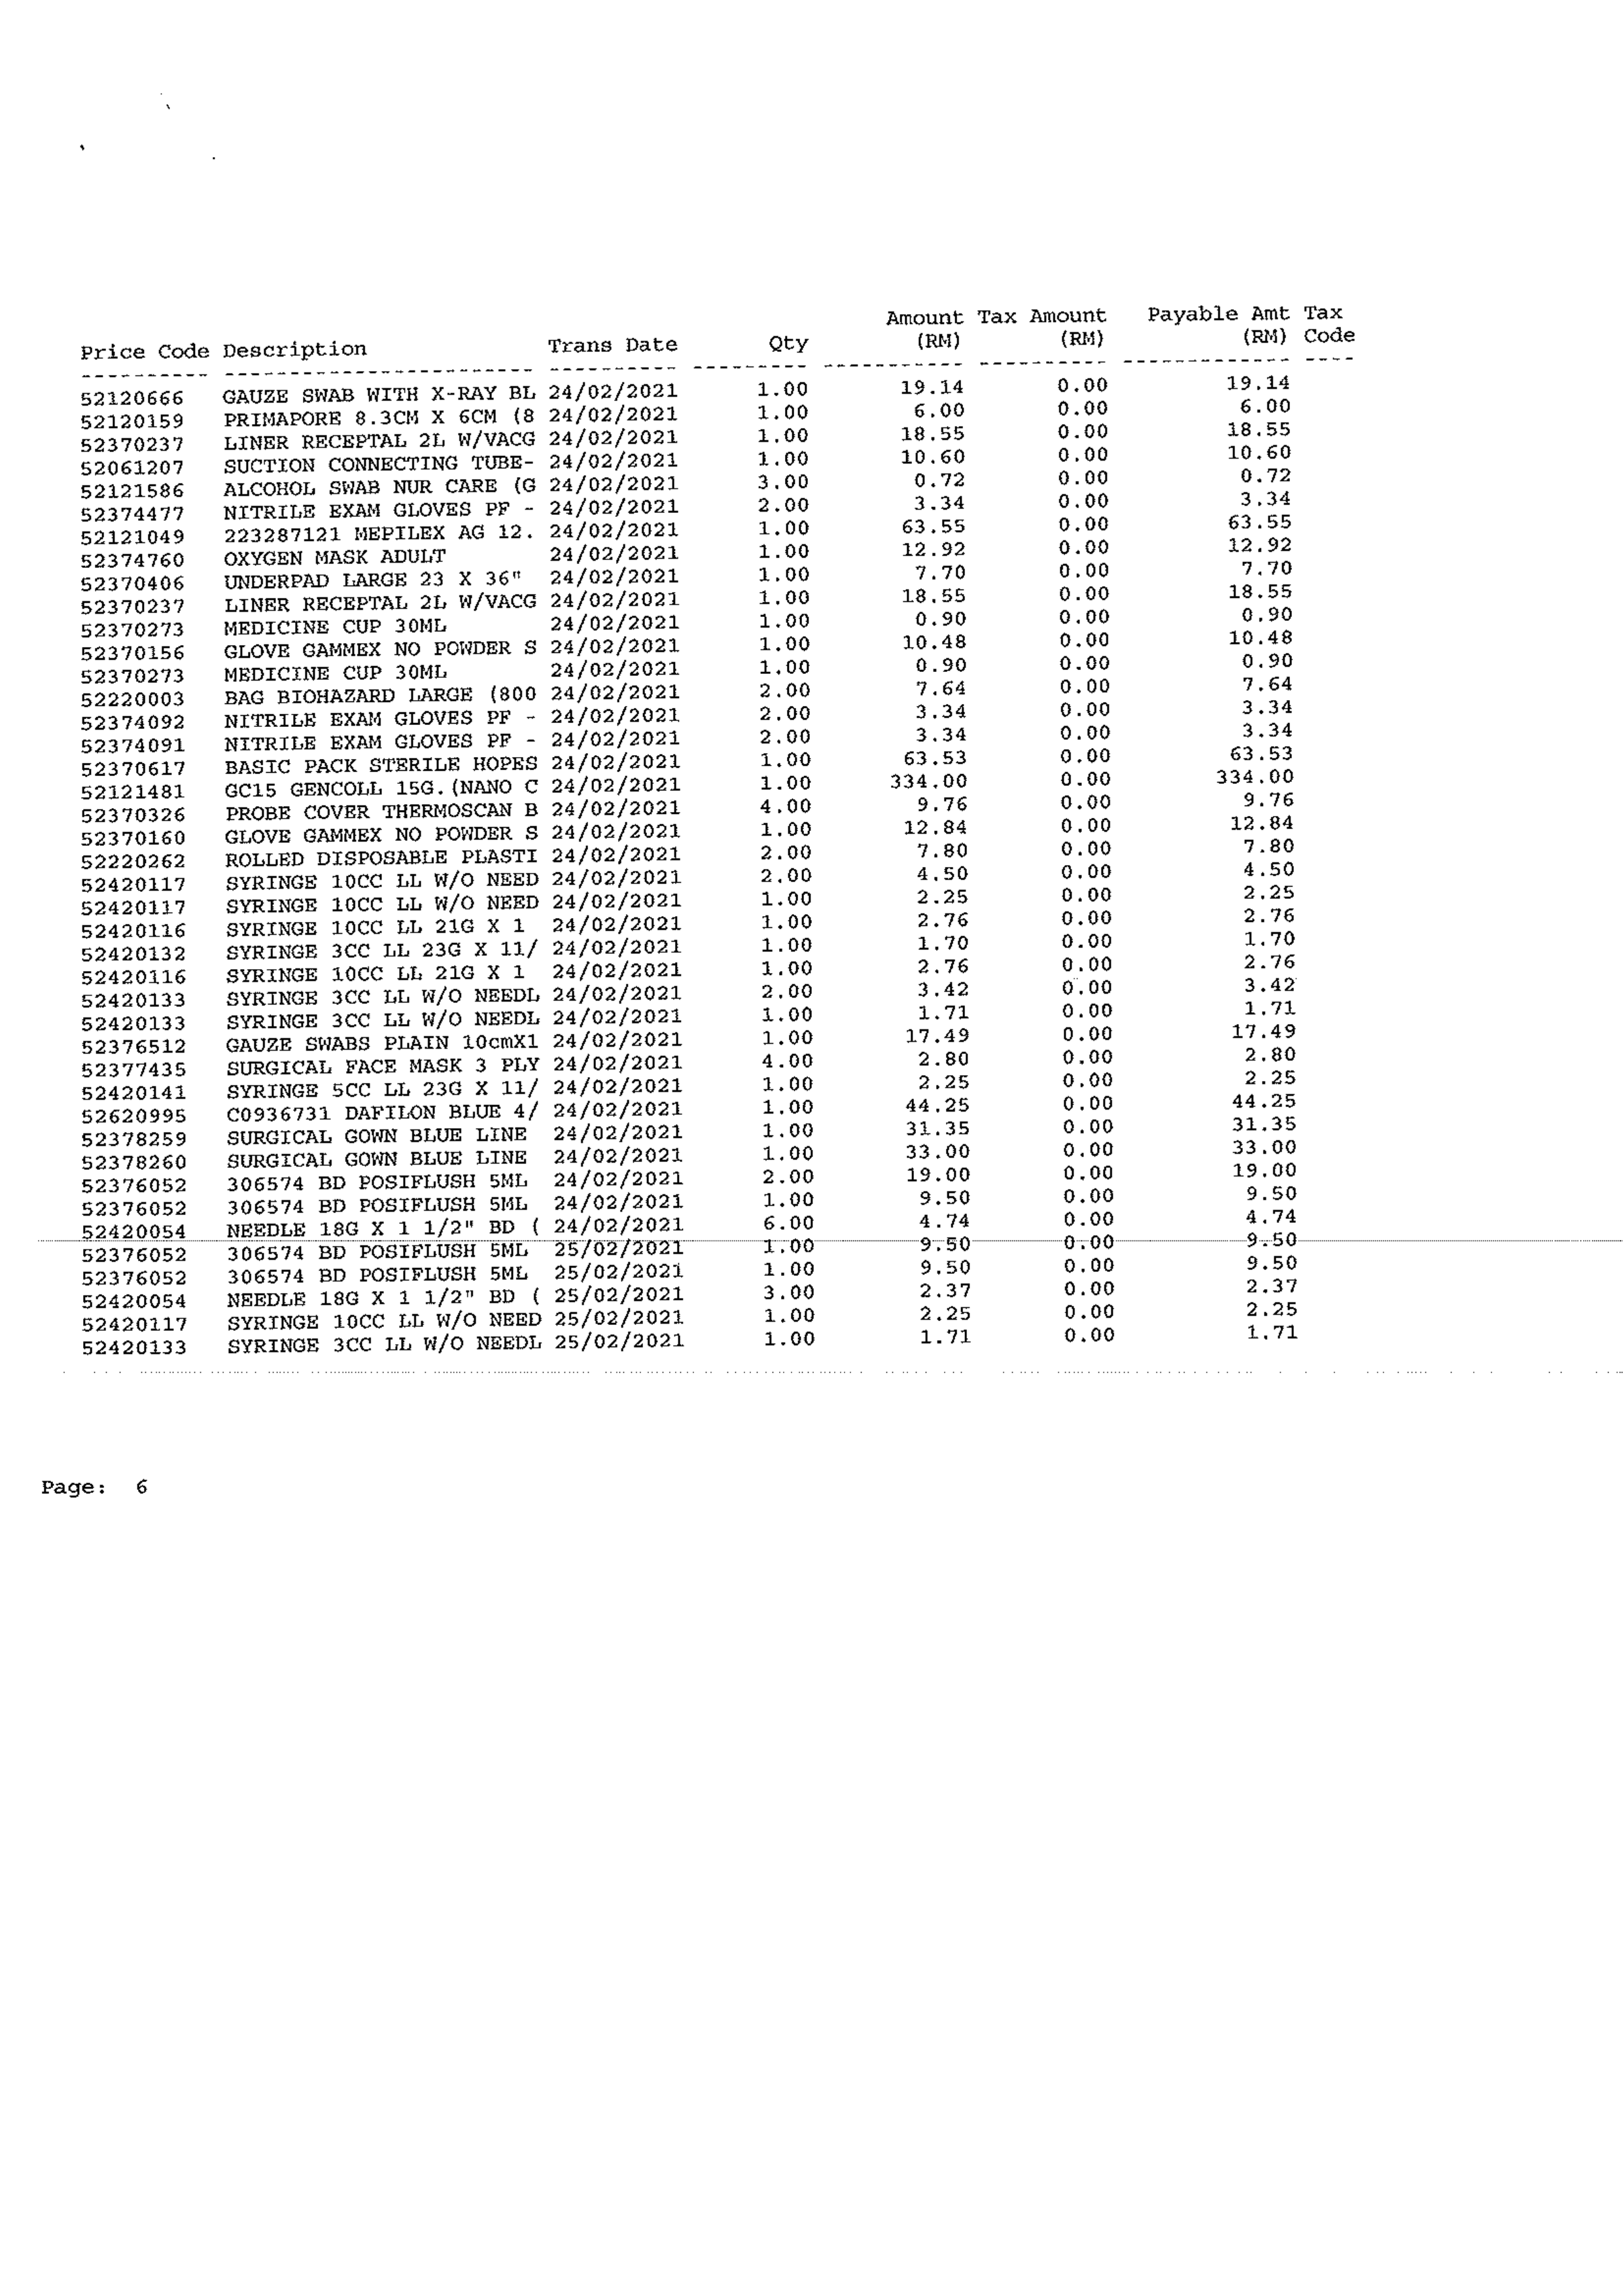 Amount Tax Amount Payable Amt Tax
Price Code Description Trans Date Qty (RM) (RM) (RM) Code
---------- ------------------------ ---------- --------- ----------- ---------- ------------- ----
52120666 GAUZE SWAB WITH X-RAY BL 24/02/2021 1.00 19.14 0.00 19.14
52120159 PRIMAPORE 8.3CM X 6CM (8 24/02/2021 1.00 6.00 0.00 6.00
52370237 LINER RECEPTAL 2L W/VACG 24/02/2021 1.00 18.55 0.00 18.55
52061207 SUCTION CONNECTING TUBE- 24/02/2021 1.00 10.60 0.00 10.60
52121586 ALCOHOL SWAB NUR CARE (G 24/02/2021 3.00 0.72 0.00 0.72
52374477 NITRILE EXAM GLOVES PF - 24/02/2021 2.00 3.34 0.00 3.34
52121049 223287121 MEPILEX AG 12. 24/02/2021 1.00 63.55 0.00 63.55
52374760 OXYGEN MASK ADULT 24/02/2021 1.00 12.92 0.00 12.92
52370406 UNDERPAD LARGE 23 X 36" 24/02/2021 1.00 7.70 0.00 7.70
52370237 LINER RECEPTAL 2L W/VACG 24/02/2021 1.00 18.55 0.00 18.55
52370273 MEDICINE CUP 30ML 24/02/2021 1.00 0.90 0.00 0.90
52370156 GLOVE GAMMEX NO POWDER S 24/02/2021 1.00 10.48 0.00 10.48
52370273 MEDICINE CUP 30ML 24/02/2021 1.00 0.90 0.00 0.90
52220003 BAG BIOHAZARD LARGE (800 24/02/2021 2.00 7.64 0.00 7.64
52374092 NITRILE EXAM GLOVES PF - 24/02/2021 2.00 3.34 0.00 3.34
52374091 NITRILE EXAM GLOVES PF - 24/02/2021 2.00 3.34 0.00 3.34
52370617 BASIC PACK STERILE HOPES 24/02/2021 1.00 63.53 0.00 63.53
52121481 GC15 GENCOLL 15G.(NANO C 24/02/2021 1.00 334.00 0.00 334.00
52370326 PROBE COVER THERMOSCAN B 24/02/2021 4.00 9.76 0.00 9.76
52370160 GLOVE GAMMEX NO POWDER S 24/02/2021 1.00 12.84 0.00 12.84
52220262 ROLLED DISPOSABLE PLASTI 24/02/2021 2.00 7.80 0.00 7.80
52420117 SYRINGE 10CC LL W/O NEED 24/02/2021 2.00 4.50 0.00 4.50
52420117 SYRINGE 10CC LL W/O NEED 24/02/2021 1.00 2.25 0.00 2.25
52420116 SYRINGE 10CC LL 21G X 1 24/02/2021 1.00 2.76 0.00 2.76
52420132 SYRINGE 3CC LL 23G X 11/ 24/02/2021 1.00 1.70 0.00 1.70
52420116 SYRINGE 10CC LL 21G X 1 24/02/2021 1.00 2.76 0.00 2.76
52420133 SYRINGE 3CC LL W/O NEEDL 24/02/2021 2.00 3.42 0.00 3.42
52420133 SYRINGE 3CC LL W/O NEEDL 24/02/2021 1.00 1.71 0.00 1.71
52376512 GAUZE SWABS PLAIN 10cmX1 24/02/2021 1.00 17.49 0.00 17.49
52377435 SURGICAL FACE MASK 3 PLY 24/02/2021 4.00 2.80 0.00 2.80
52420141 SYRINGE 5CC LL 23G X 11/ 24/02/2021 1.00 2.25 0.00 2.25
52620995 C0936731 DAFILON BLUE 4/ 24/02/2021 1.00 44.25 0.00 44.25
52378259 SURGICAL GOWN BLUE LINE 24/02/2021 1.00 31.35 0.00 31.35
52378260 SURGICAL GOWN BLUE LINE 24/02/2021 1.00 33.00 0.00 33.00
52376052 306574 BD POSIFLUSH 5ML 24/02/2021 2.00 19.00 0.00 19.00
52376052 306574 BD POSIFLUSH 5ML 24/02/2021 1.00 9.50 0.00 9.50
52420054 NEEDLE 18G X 1 1/2" BD ( 24/02/2021 6.00 4.74 0.00 4.74
52376052 306574 BD POSIFLUSH 5ML 25/02/2021 1.00 9.50 0.00 9.50
52376052 306574 BD POSIFLUSH 5ML 25/02/2021 1.00 9.50 0.00 9.50
52420054 NEEDLE 18G X 1 1/2" BD ( 25/02/2021 3.00 2.37 0.00 2.37
52420117 SYRINGE 10CC LL W/O NEED 25/02/2021 1.00 2.25 0.00 2.25
52420133 SYRINGE 3CC LL W/O NEEDL 25/02/2021 1.00 1.71 0.00 1.71
Page: 6